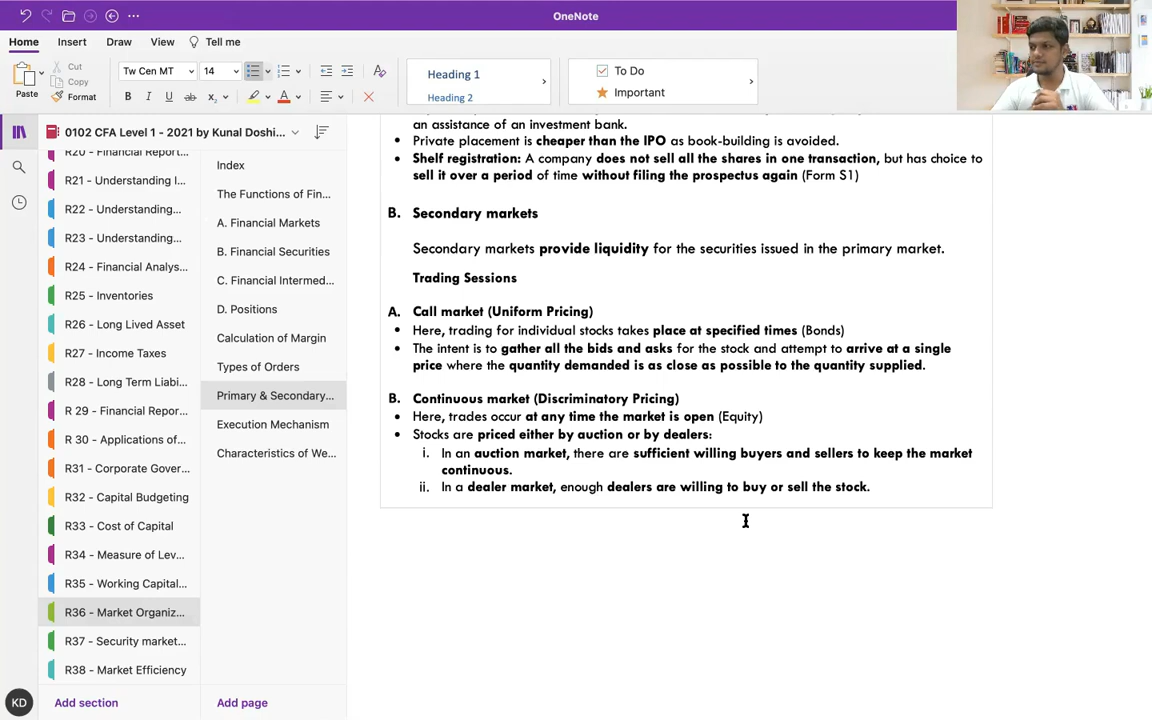 OneNote
Home Insert Draw View Tell me
Paste
Cut
Copy
Format
Tw Cen MT 14
B I U ab x₂ A
Heading 1
Heading 2
To Do
Important
0102 CFA Level 1 - 2021 by Kunal Doshi...
R20 - Financial Report...
R21 - Understanding I...
R22 - Understanding...
R23 - Understanding...
R24 - Financial Analys...
R25 - Inventories
R26 - Long Lived Asset
R27 - Income Taxes
R28 - Long Term Liabi...
R 29 - Financial Repor...
R 30 - Applications of...
R31 - Corporate Gover...
R32 - Capital Budgeting
R33 - Cost of Capital
R34 - Measure of Lev...
R35 - Working Capital...
R36 - Market Organiz...
R37 - Security market...
R38 - Market Efficiency
Add section
KD
Index
The Functions of Fin...
A. Financial Markets
B. Financial Securities
C. Financial Intermed...
D. Positions
Calculation of Margin
Types of Orders
Primary & Secondary...
Execution Mechanism
Characteristics of We...
Add page
an assistance of an investment bank.
• Private placement is cheaper than the IPO as book-building is avoided.
• Shelf registration: A company does not sell all the shares in one transaction, but has choice to
sell it over a period of time without filing the prospectus again (Form S1)
B. Secondary markets
Secondary markets provide liquidity for the securities issued in the primary market.
Trading Sessions
A. Call market (Uniform Pricing)
• Here, trading for individual stocks takes place at specified times (Bonds)
• The intent is to gather all the bids and asks for the stock and attempt to arrive at a single
price where the quantity demanded is as close as possible to the quantity supplied.
B. Continuous market (Discriminatory Pricing)
• Here, trades occur at any time the market is open (Equity)
• Stocks are priced either by auction or by dealers:
i. In an auction market, there are sufficient willing buyers and sellers to keep the market
continuous.
ii. In a dealer market, enough dealers are willing to buy or sell the stock.